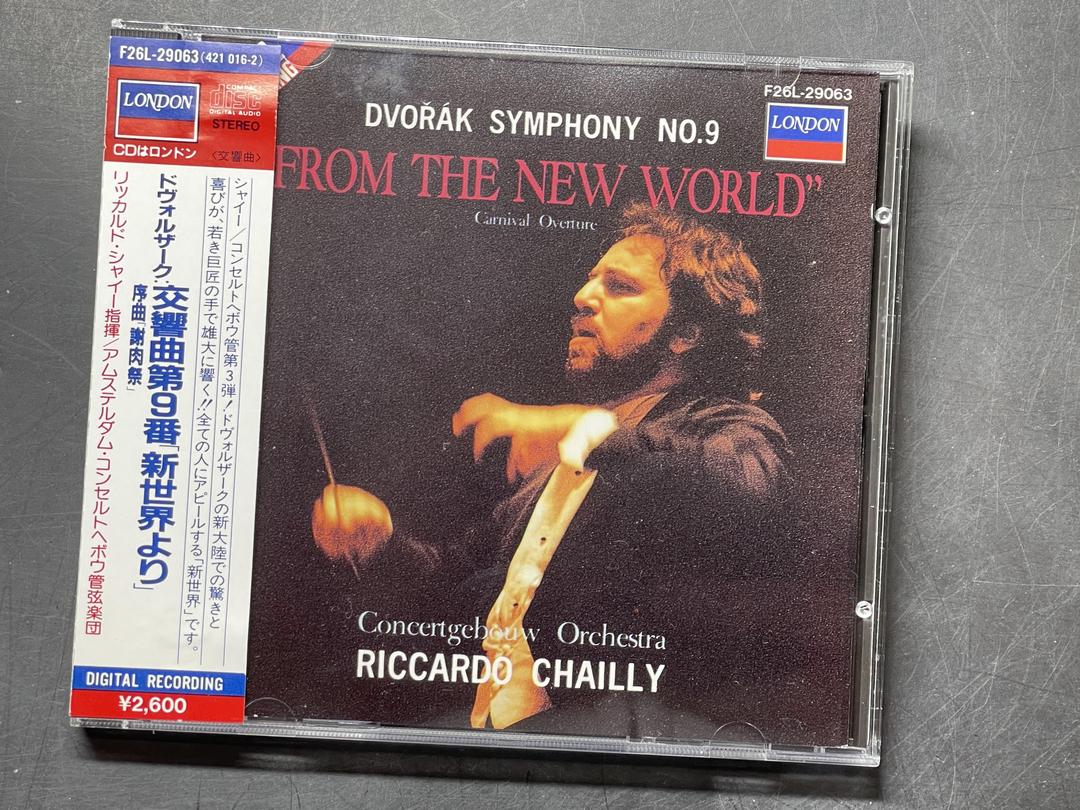 F26L-29063(421 016-2)
LONDON
COMPACT
disc
DIGITAL AUDIO
STEREO
CDはロンドン
〈交響曲〉
シャイー/コンセルトヘボウ管第3弾!ドヴォルザークの新大陸での驚きと
喜びが、若き巨匠の手で雄大に響く!!全ての人にアピールする「新世界」です。
ドヴォルザーク:交響曲第9番「新世界より」
序曲「謝肉祭」
リッカルド・シャイー指揮/アムステルダム・コンセルトヘボウ管弦楽団
DIGITAL RECORDING
¥2,600
F26L-29063
LONDON
DVOŘÁK SYMPHONY NO.9
FROM THE NEW WORLD”
Carnival Overture
Concertgebouw Orchestra
RICCARDO CHAILLY